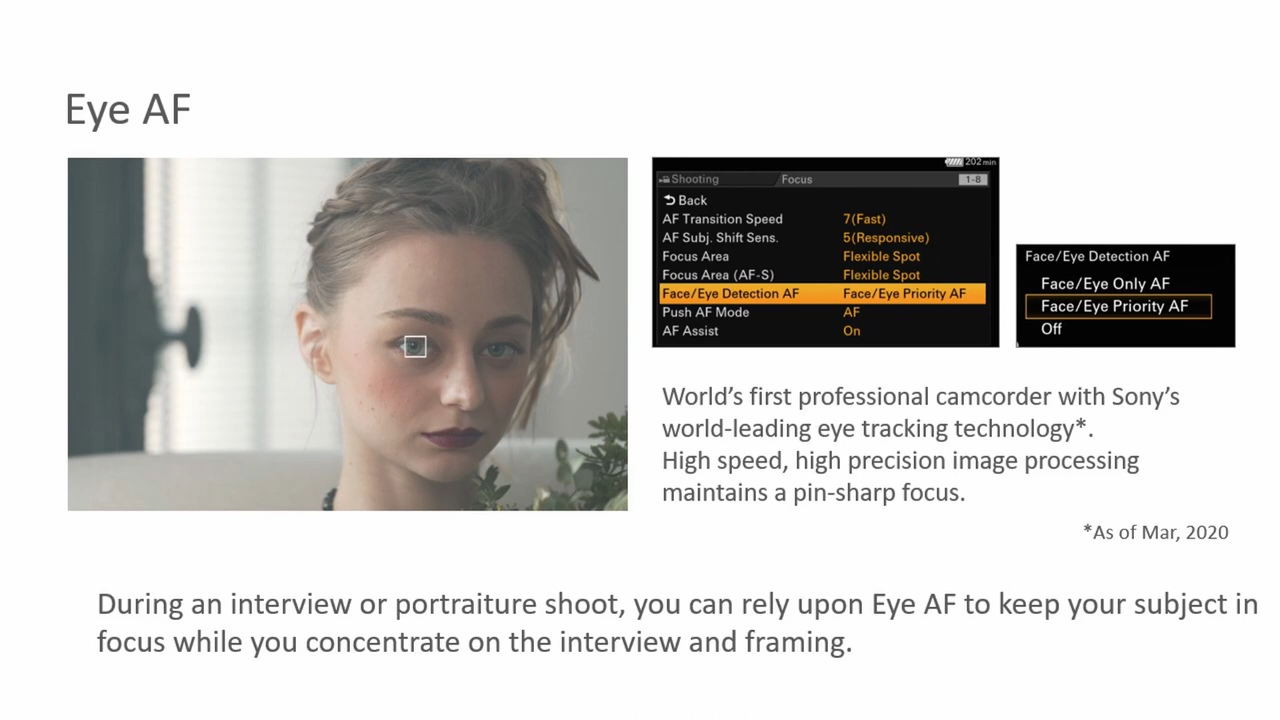 Eye AF
202 min
Shooting Focus 1-8
Back
AF Transition Speed 7(Fast)
AF Subj. Shift Sens. 5(Responsive)
Focus Area Flexible Spot
Focus Area (AF-S) Flexible Spot
Face/Eye Detection AF Face/Eye Priority AF
Push AF Mode AF
AF Assist On
Face/Eye Detection AF
Face/Eye Only AF
Face/Eye Priority AF
Off
World’s first professional camcorder with Sony’s
world-leading eye tracking technology*.
High speed, high precision image processing
maintains a pin-sharp focus.
*As of Mar, 2020
During an interview or portraiture shoot, you can rely upon Eye AF to keep your subject in
focus while you concentrate on the interview and framing.